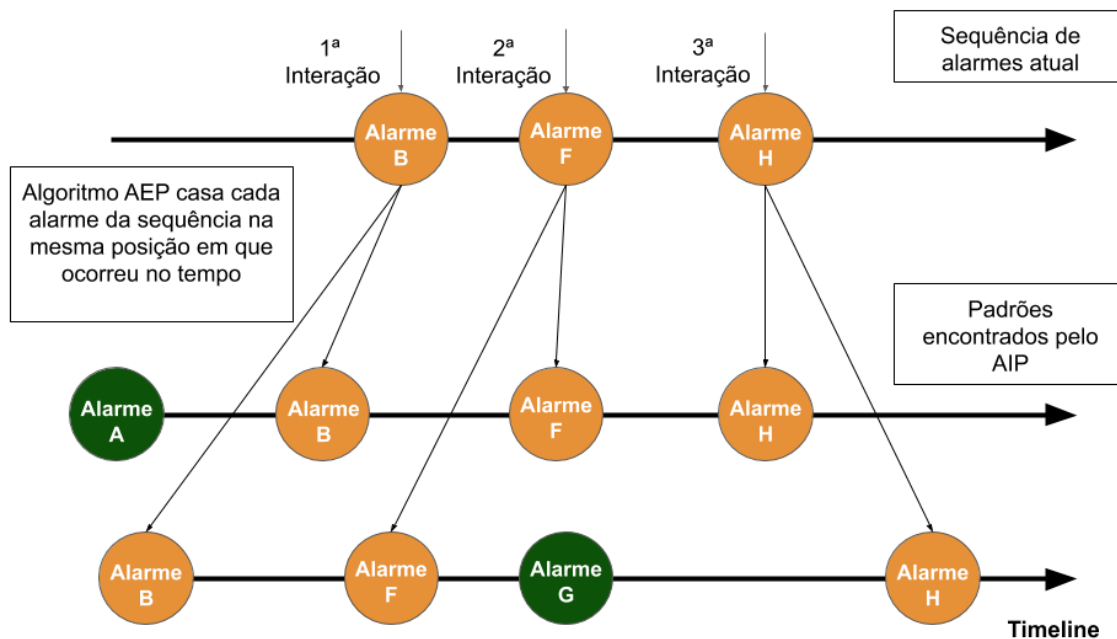 1ª
Interação
2ª
Interação
3ª
Interação
Sequência de
alarmes atual
Alarme
B
Alarme
F
Alarme
H
Algoritmo AEP casa cada
alarme da sequência na
mesma posição em que
ocorreu no tempo
Padrões
encontrados pelo
AIP
Alarme
A
Alarme
B
Alarme
F
Alarme
H
Alarme
B
Alarme
F
Alarme
G
Alarme
H
Timeline